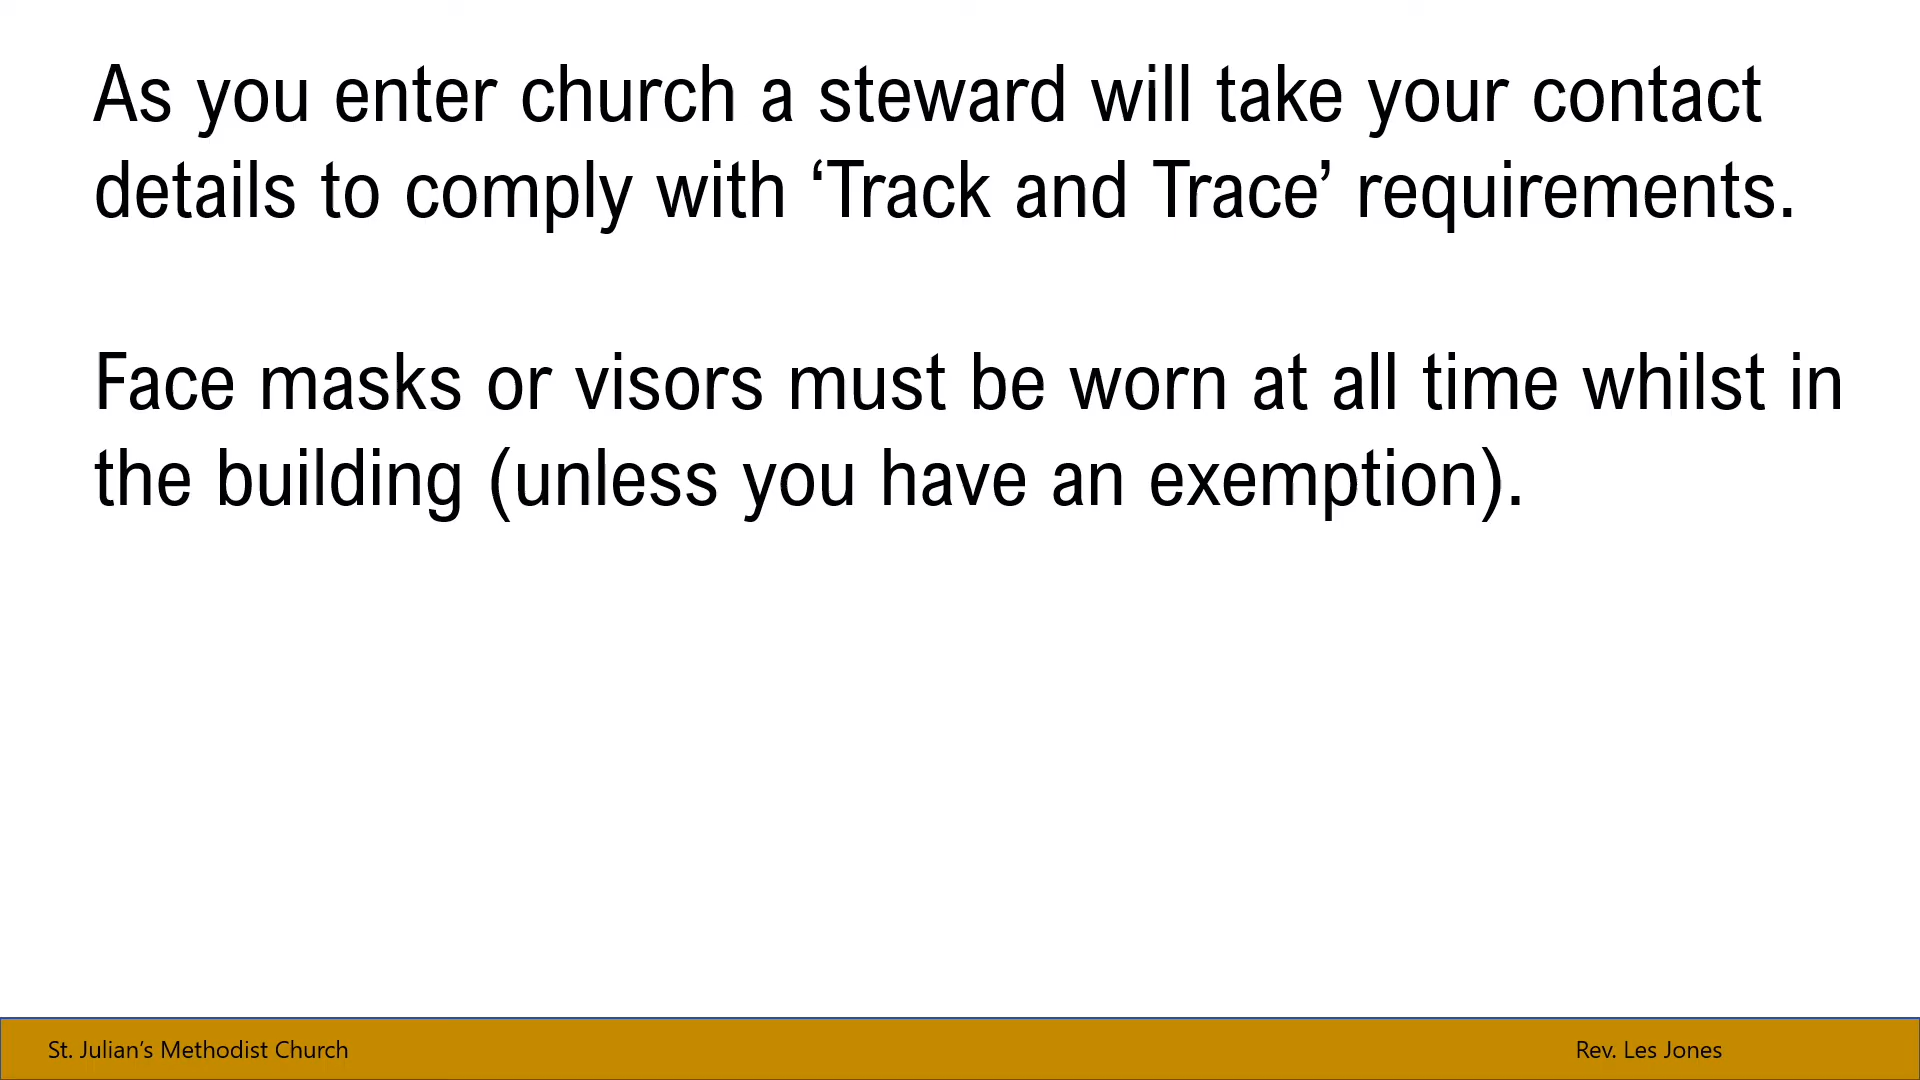 As you enter church a steward will take your contact
details to comply with ‘Track and Trace’ requirements.
Face masks or visors must be worn at all time whilst in
the building (unless you have an exemption).
St. Julian’s Methodist Church
Rev. Les Jones